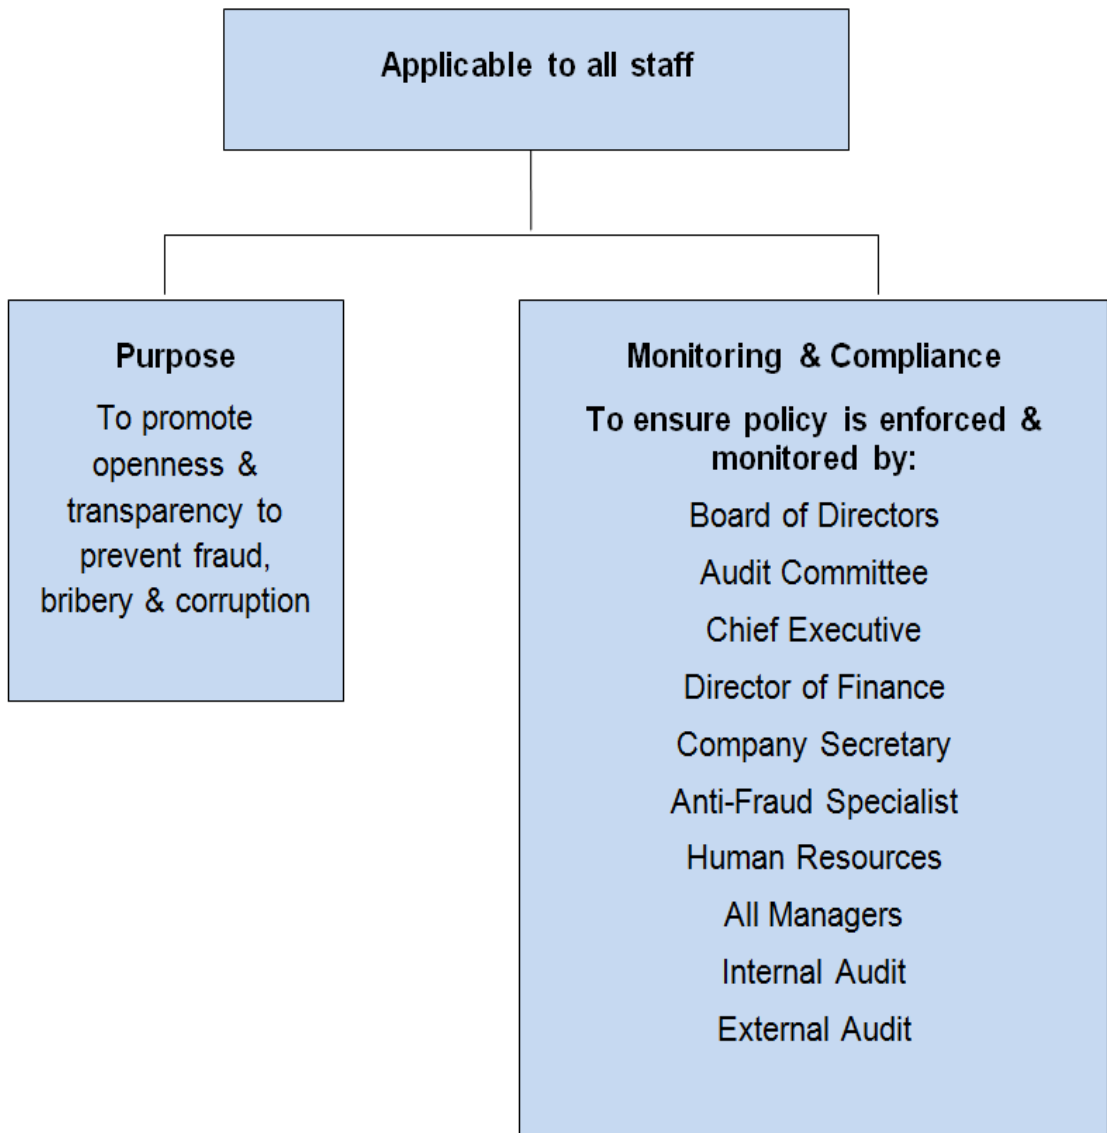 Applicable to all staff
Purpose
To promote
openness &
transparency to
prevent fraud,
bribery & corruption
Monitoring & Compliance
To ensure policy is enforced &
monitored by:
Board of Directors
Audit Committee
Chief Executive
Director of Finance
Company Secretary
Anti-Fraud Specialist
Human Resources
All Managers
Internal Audit
External Audit